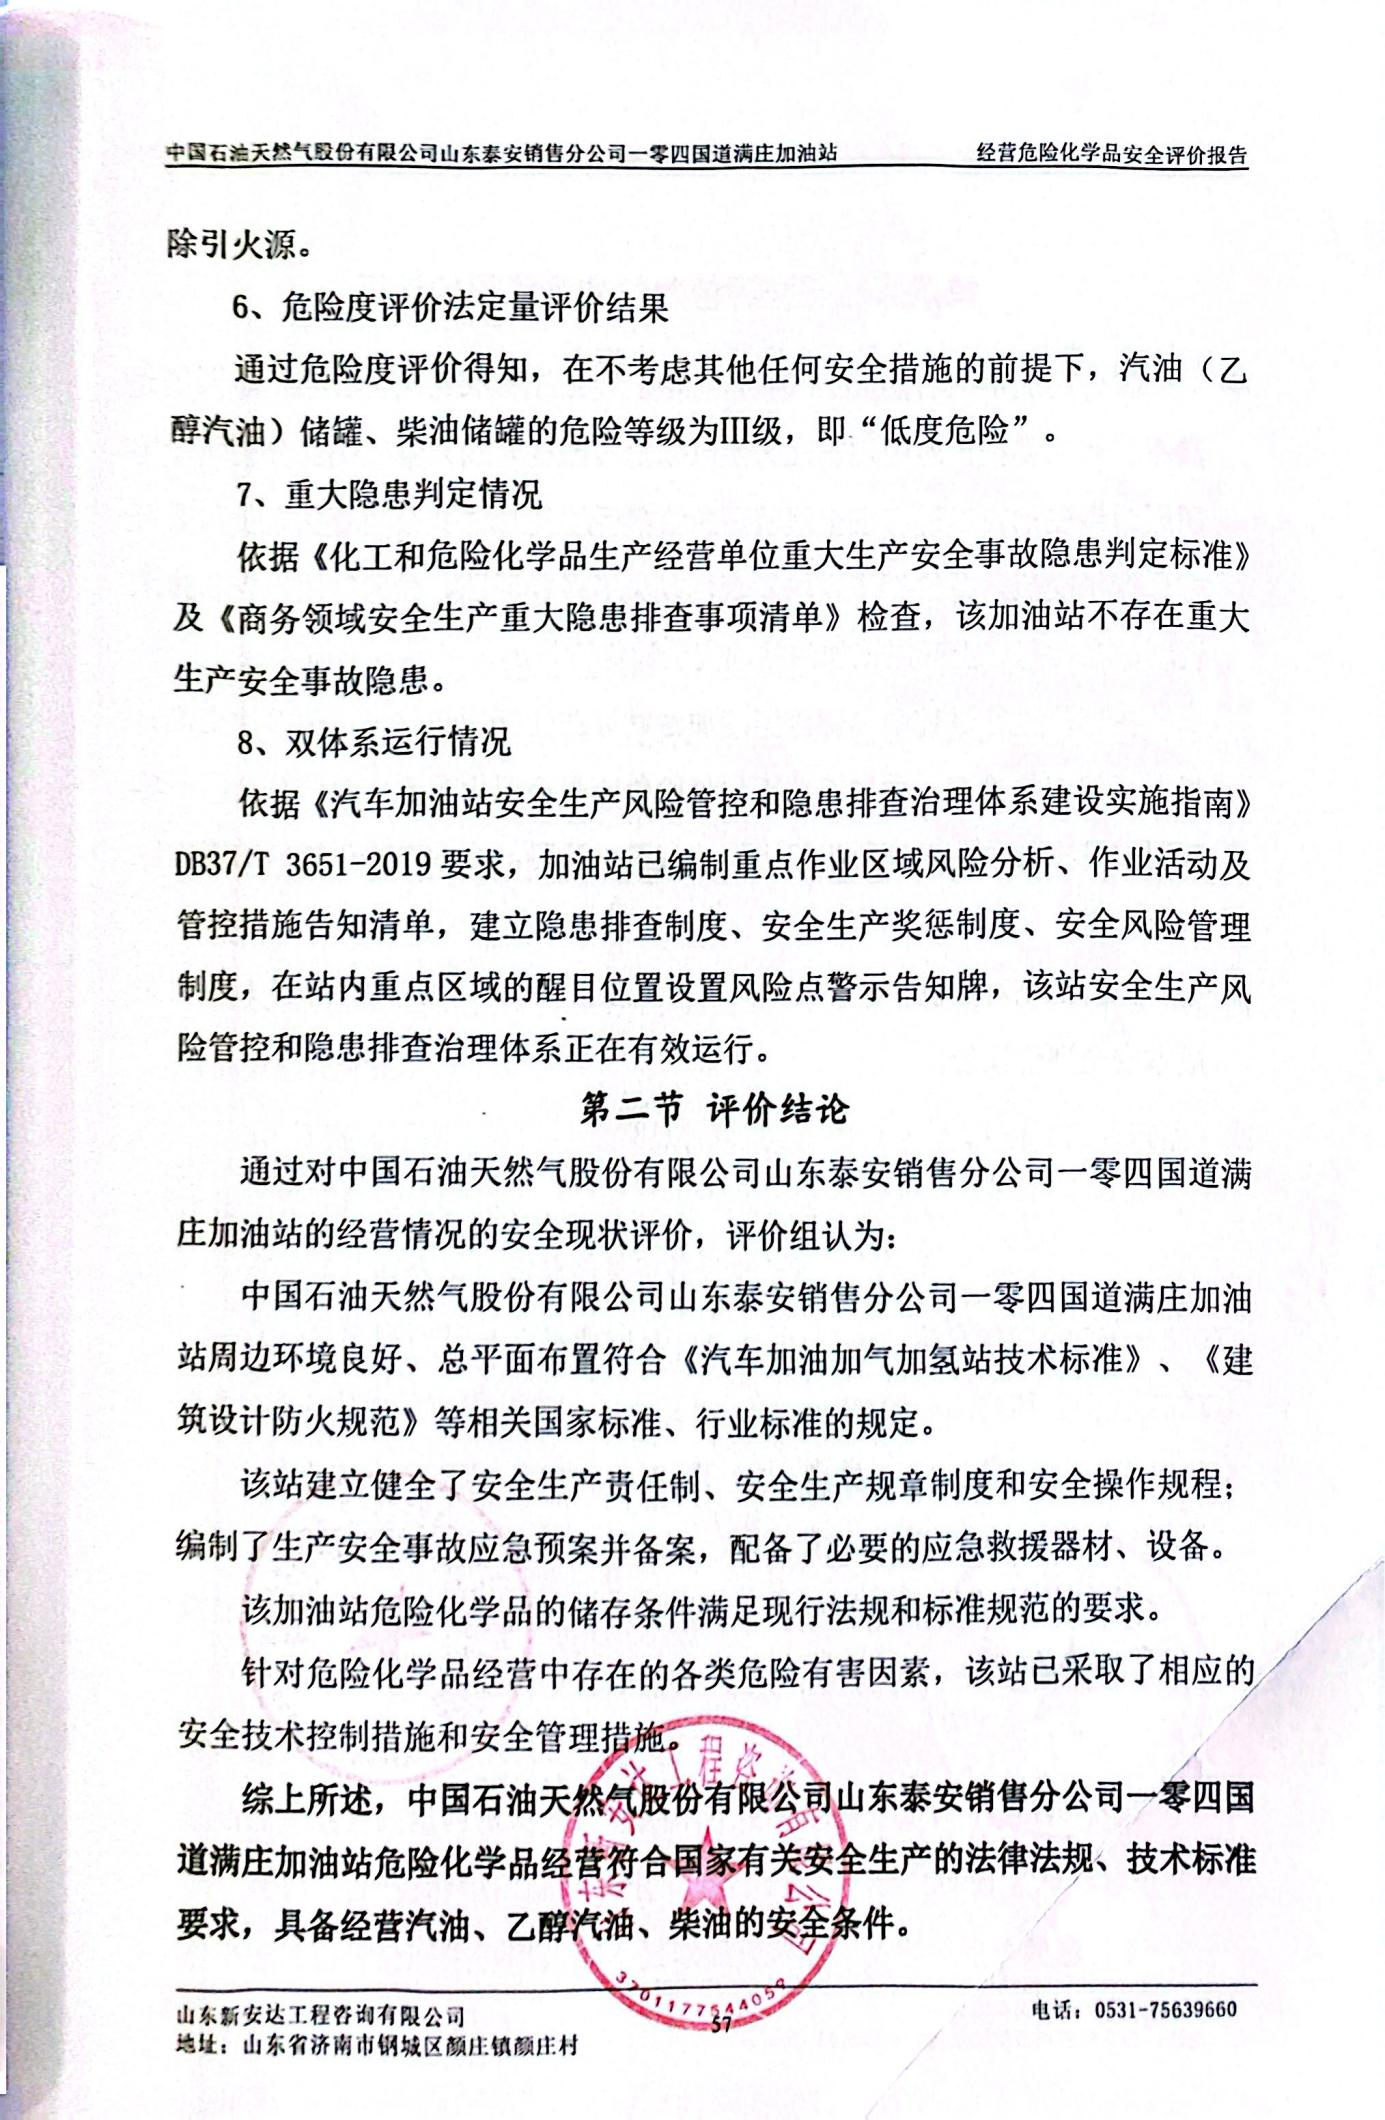 中国石油天然气股份有限公司山东泰安销售分公司一零四国道满庄加油站 经营危险化学品安全评价报告
除引火源。
6、危险度评价法定量评价结果
通过危险度评价得知，在不考虑其他任何安全措施的前提下，汽油（乙
醇汽油）储罐、柴油储罐的危险等级为III级，即“低度危险”。
7、重大隐患判定情况
依据《化工和危险化学品生产经营单位重大生产安全事故隐患判定标准》
及《商务领域安全生产重大隐患排查事项清单》检查，该加油站不存在重大
生产安全事故隐患。
8、双体系运行情况
依据《汽车加油站安全生产风险管控和隐患排查治理体系建设实施指南》
DB37/T 3651-2019 要求，加油站已编制重点作业区域风险分析、作业活动及
管控措施告知清单，建立隐患排查制度、安全生产奖惩制度、安全风险管理
制度，在站内重点区域的醒目位置设置风险点警示告知牌，该站安全生产风
险管控和隐患排查治理体系正在有效运行。
第二节 评价结论
通过对中国石油天然气股份有限公司山东泰安销售分公司一零四国道满
庄加油站的经营情况的安全现状评价，评价组认为：
中国石油天然气股份有限公司山东泰安销售分公司一零四国道满庄加油
站周边环境良好、总平面布置符合《汽车加油加气加氢站技术标准》、《建
筑设计防火规范》等相关国家标准、行业标准的规定。
该站建立健全了安全生产责任制、安全生产规章制度和安全操作规程；
编制了生产安全事故应急预案并备案，配备了必要的应急救援器材、设备。
该加油站危险化学品的储存条件满足现行法规和标准规范的要求。
针对危险化学品经营中存在的各类危险有害因素，该站已采取了相应的
安全技术控制措施和安全管理措施。
综上所述，中国石油天然气股份有限公司山东泰安销售分公司一零四国
道满庄加油站危险化学品经营符合国家有关安全生产的法律法规、技术标准
要求，具备经营汽油、乙醇汽油、柴油的安全条件。
3701177544059
山东新安达工程咨询有限公司 电话：0531-75639660
57
地址：山东省济南市钢城区颜庄镇颜庄村